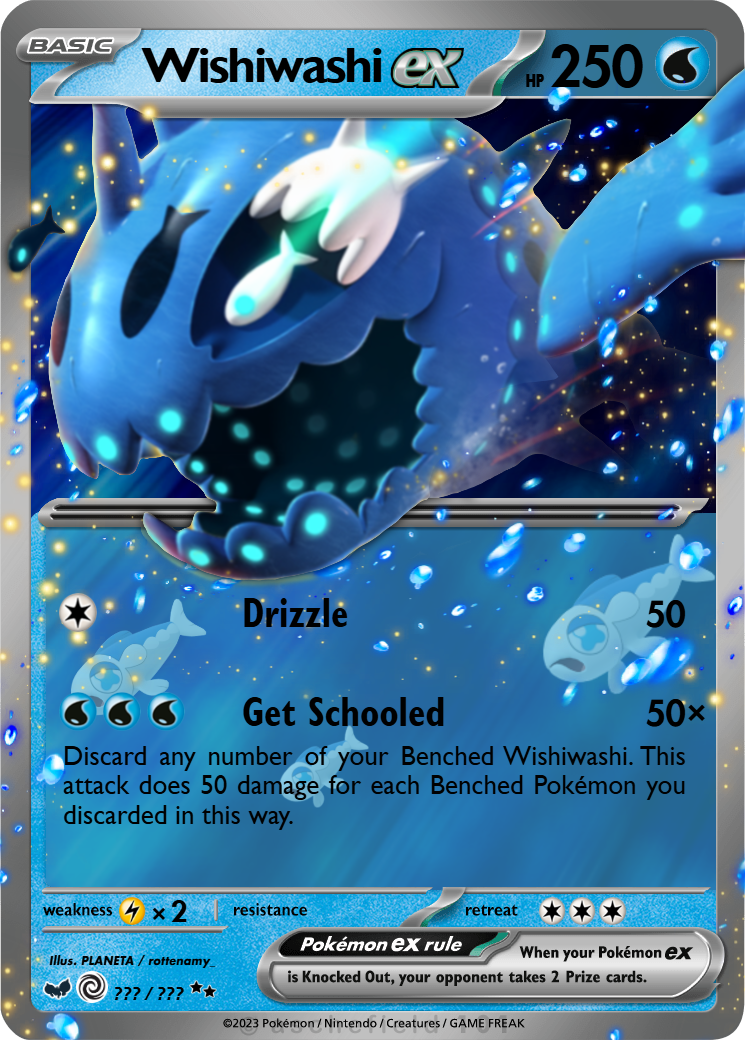 BASIC Wishiwashi ex HP 250
Drizzle 50
Get Schooled 50×
Discard any number of your Benched Wishiwashi. This
attack does 50 damage for each Benched Pokémon you
discarded in this way.
weakness × 2 resistance retreat
Illus. PLANETA / rottenamy_
Pokémon ex rule When your Pokémon ex
is Knocked Out, your opponent takes 2 Prize cards.
??? / ???
©2023 Pokémon / Nintendo / Creatures / GAME FREAK